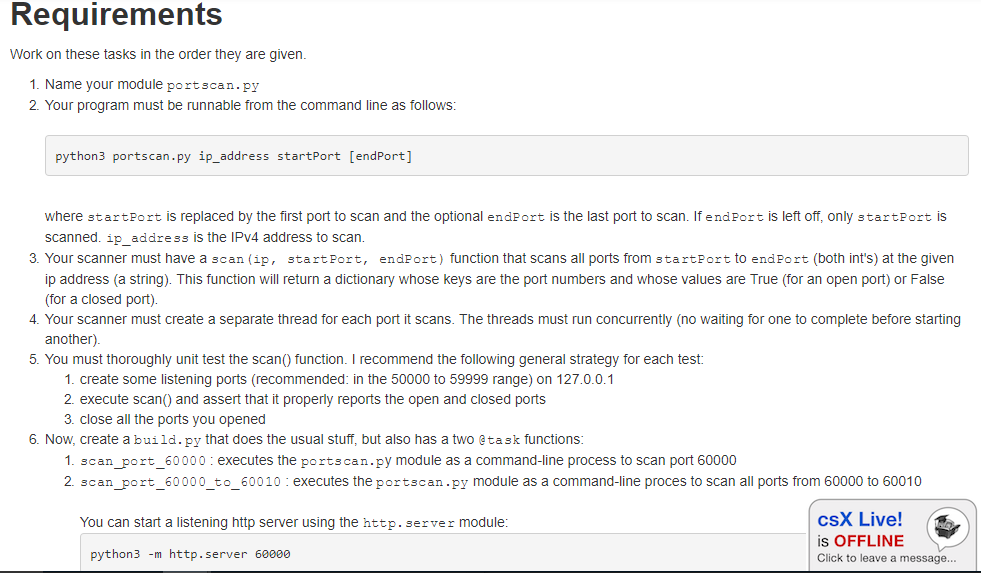 Requirements
Work on these tasks in the order they are given.
1. Name your module portscan.py
2. Your program must be runnable from the command line as follows:
python3 portscan.py ip_address startPort [endPort]
where startPort is replaced by the first port to scan and the optional endPort is the last port to scan. If endPort is left off, only startPort is
scanned. ip_address is the IPv4 address to scan.
3. Your scanner must have a scan(ip, startPort, endPort) function that scans all ports from startPort to endPort (both int's) at the given
ip address (a string). This function will return a dictionary whose keys are the port numbers and whose values are True (for an open port) or False
(for a closed port).
4. Your scanner must create a separate thread for each port it scans. The threads must run concurrently (no waiting for one to complete before starting
another).
5. You must thoroughly unit test the scan() function. I recommend the following general strategy for each test:
1. create some listening ports (recommended: in the 50000 to 59999 range) on 127.0.0.1
2. execute scan() and assert that it properly reports the open and closed ports
3. close all the ports you opened
6. Now, create a build.py that does the usual stuff, but also has a two @task functions:
1. scan_port_60000 : executes the portscan.py module as a command-line process to scan port 60000
2. scan_port_60000_to_60010 : executes the portscan.py module as a command-line proces to scan all ports from 60000 to 60010
You can start a listening http server using the http.server module:
python3 -m http.server 60000
csX Live!
is OFFLINE
Click to leave a message...